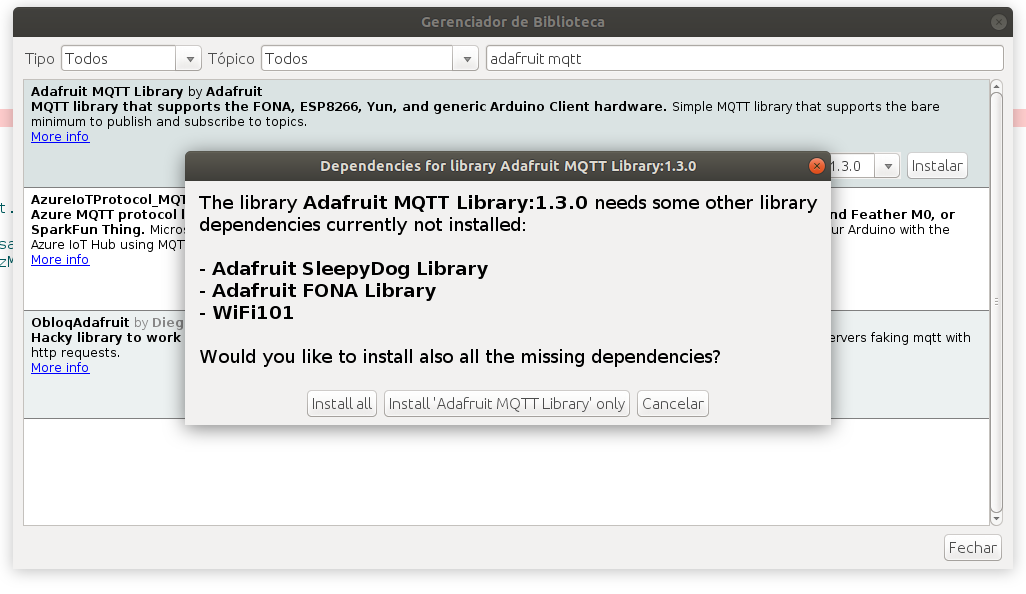 Gerenciador de Biblioteca
Tipo Todos Tópico Todos adafruit mqtt
Adafruit MQTT Library by Adafruit
MQTT library that supports the FONA, ESP8266, Yun, and generic Arduino Client hardware. Simple MQTT library that supports the bare
minimum to publish and subscribe to topics.
More info
1.3.0 Instalar
Dependencies for library Adafruit MQTT Library:1.3.0
The library Adafruit MQTT Library:1.3.0 needs some other library
dependencies currently not installed:
- Adafruit SleepyDog Library
- Adafruit FONA Library
- WiFi101
Would you like to install also all the missing dependencies?
Install all Install 'Adafruit MQTT Library' only Cancelar
AzureIoTProtocol_MQT
Azure MQTT protocol nd Feather M0, or
SparkFun Thing. Micros ur Arduino with the
Azure IoT Hub using MQTT
More info
ObloqAdafruit by Dieg
Hacky library to work ervers faking mqtt with
http requests.
More info
Fechar